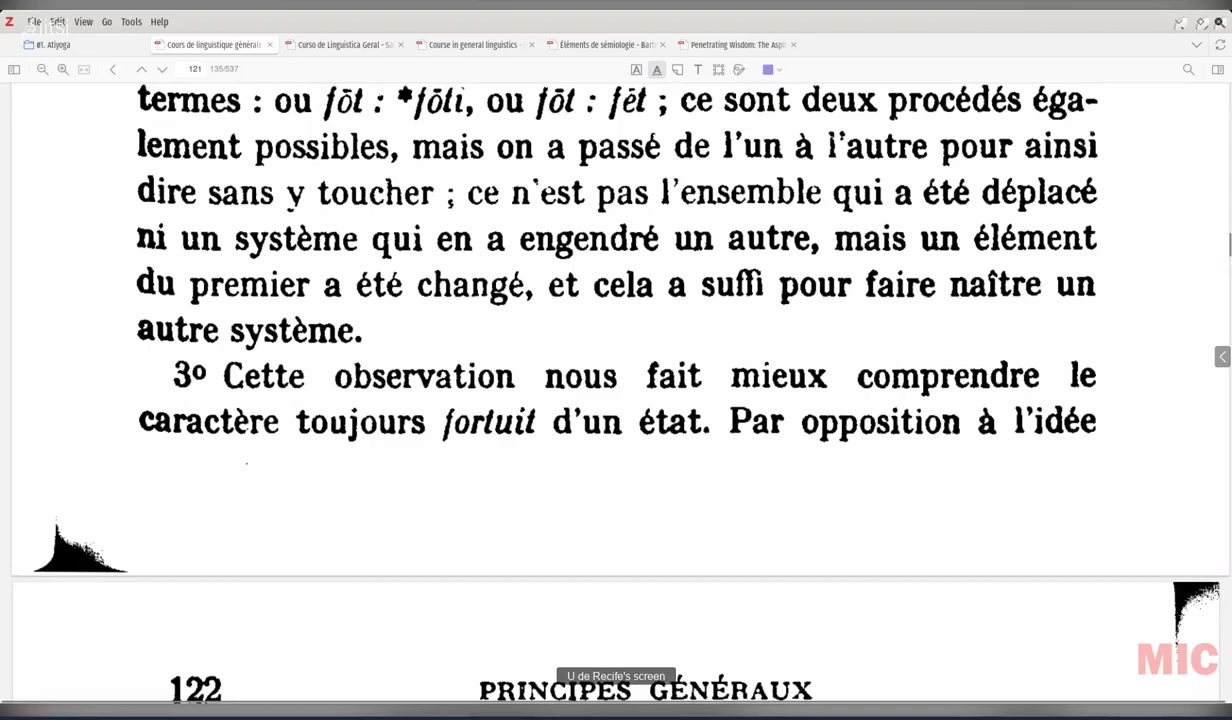 File Edit View Go Tools Help
#1. Atiyoga
Cours de linguistique générale
Curso de Linguística Geral - Sa
Course in general linguistics -
Éléments de sémiologie - Bart
Penetrating Wisdom: The Aspi
121 135/537
termes : ou fōt : *fōti, ou fōt : fēt ; ce sont deux procédés éga-
lement possibles, mais on a passé de l'un à l'autre pour ainsi
dire sans y toucher ; ce n'est pas l'ensemble qui a été déplacé
ni un système qui en a engendré un autre, mais un élément
du premier a été changé, et cela a suffi pour faire naître un
autre système.
3º Cette observation nous fait mieux comprendre le
caractère toujours fortuit d'un état. Par opposition à l'idée
MIC
U de Recife's screen
122 PRINCIPES GÉNÉRAUX